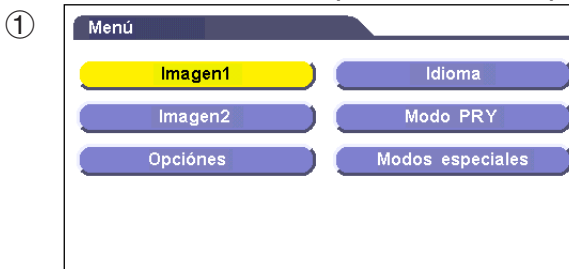 ①
Menú
Imagen1
Idioma
Imagen2
Modo PRY
Opciónes
Modos especiales